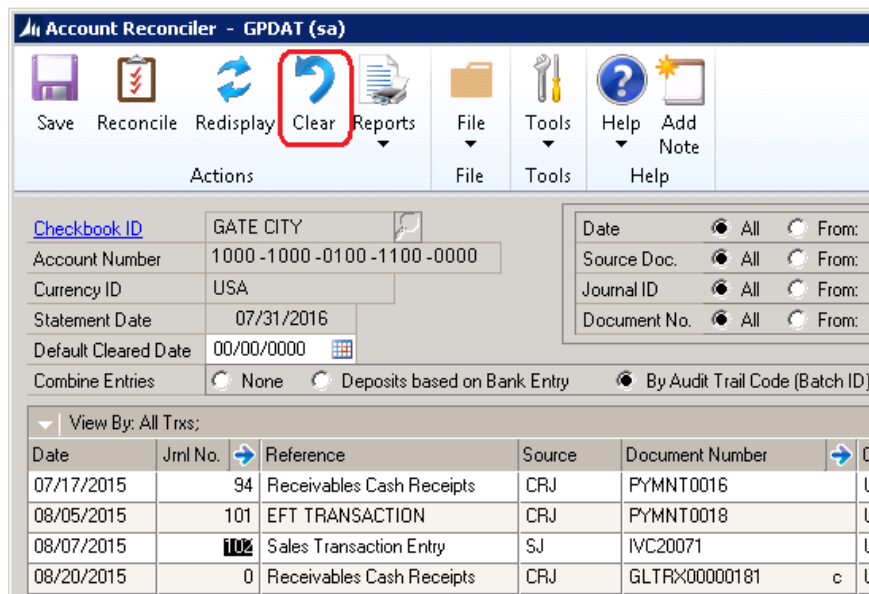 Account Reconciler - GPDAT (sa)
Save Reconcile Redisplay Clear Reports File Tools Help Add Note
Actions File Tools Help
Checkbook ID GATE CITY
Account Number 1000 -1000 -0100 -1100 -0000
Currency ID USA
Statement Date 07/31/2016
Default Cleared Date 00/00/0000
Date All From:
Source Doc. All From:
Journal ID All From:
Document No. All From:
Combine Entries None Deposits based on Bank Entry By Audit Trail Code (Batch ID)
View By: All Trxs;
Date Jrnl No. Reference Source Document Number
07/17/2015 94 Receivables Cash Receipts CRJ PYMNT0016
08/05/2015 101 EFT TRANSACTION CRJ PYMNT0018
08/07/2015 102 Sales Transaction Entry SJ IVC20071
08/20/2015 0 Receivables Cash Receipts CRJ GLTRX00000181 c